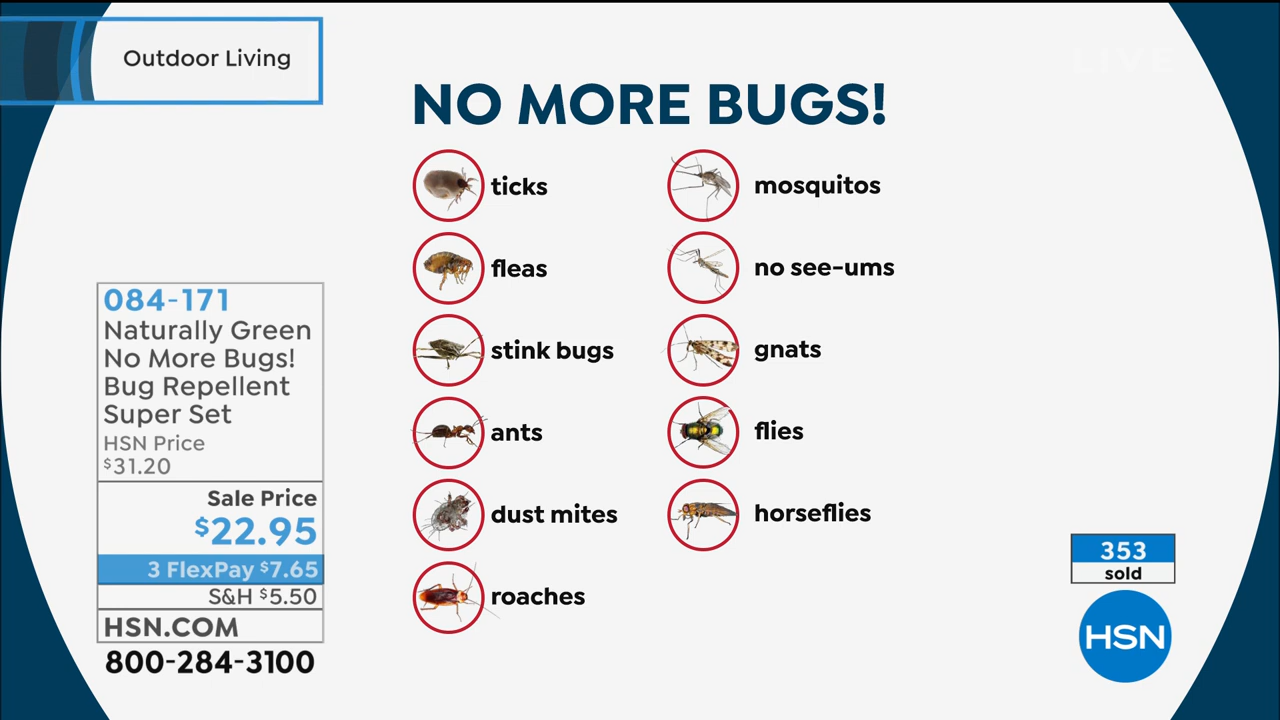 Outdoor Living
LIVE
NO MORE BUGS!
ticks
fleas
stink bugs
ants
dust mites
roaches
mosquitos
no see-ums
gnats
flies
horseflies
084-171
Naturally Green
No More Bugs!
Bug Repellent
Super Set
HSN Price
$31.20
Sale Price
$22.95
3 FlexPay $7.65
S&H $5.50
HSN.COM
800-284-3100
353
sold
HSN